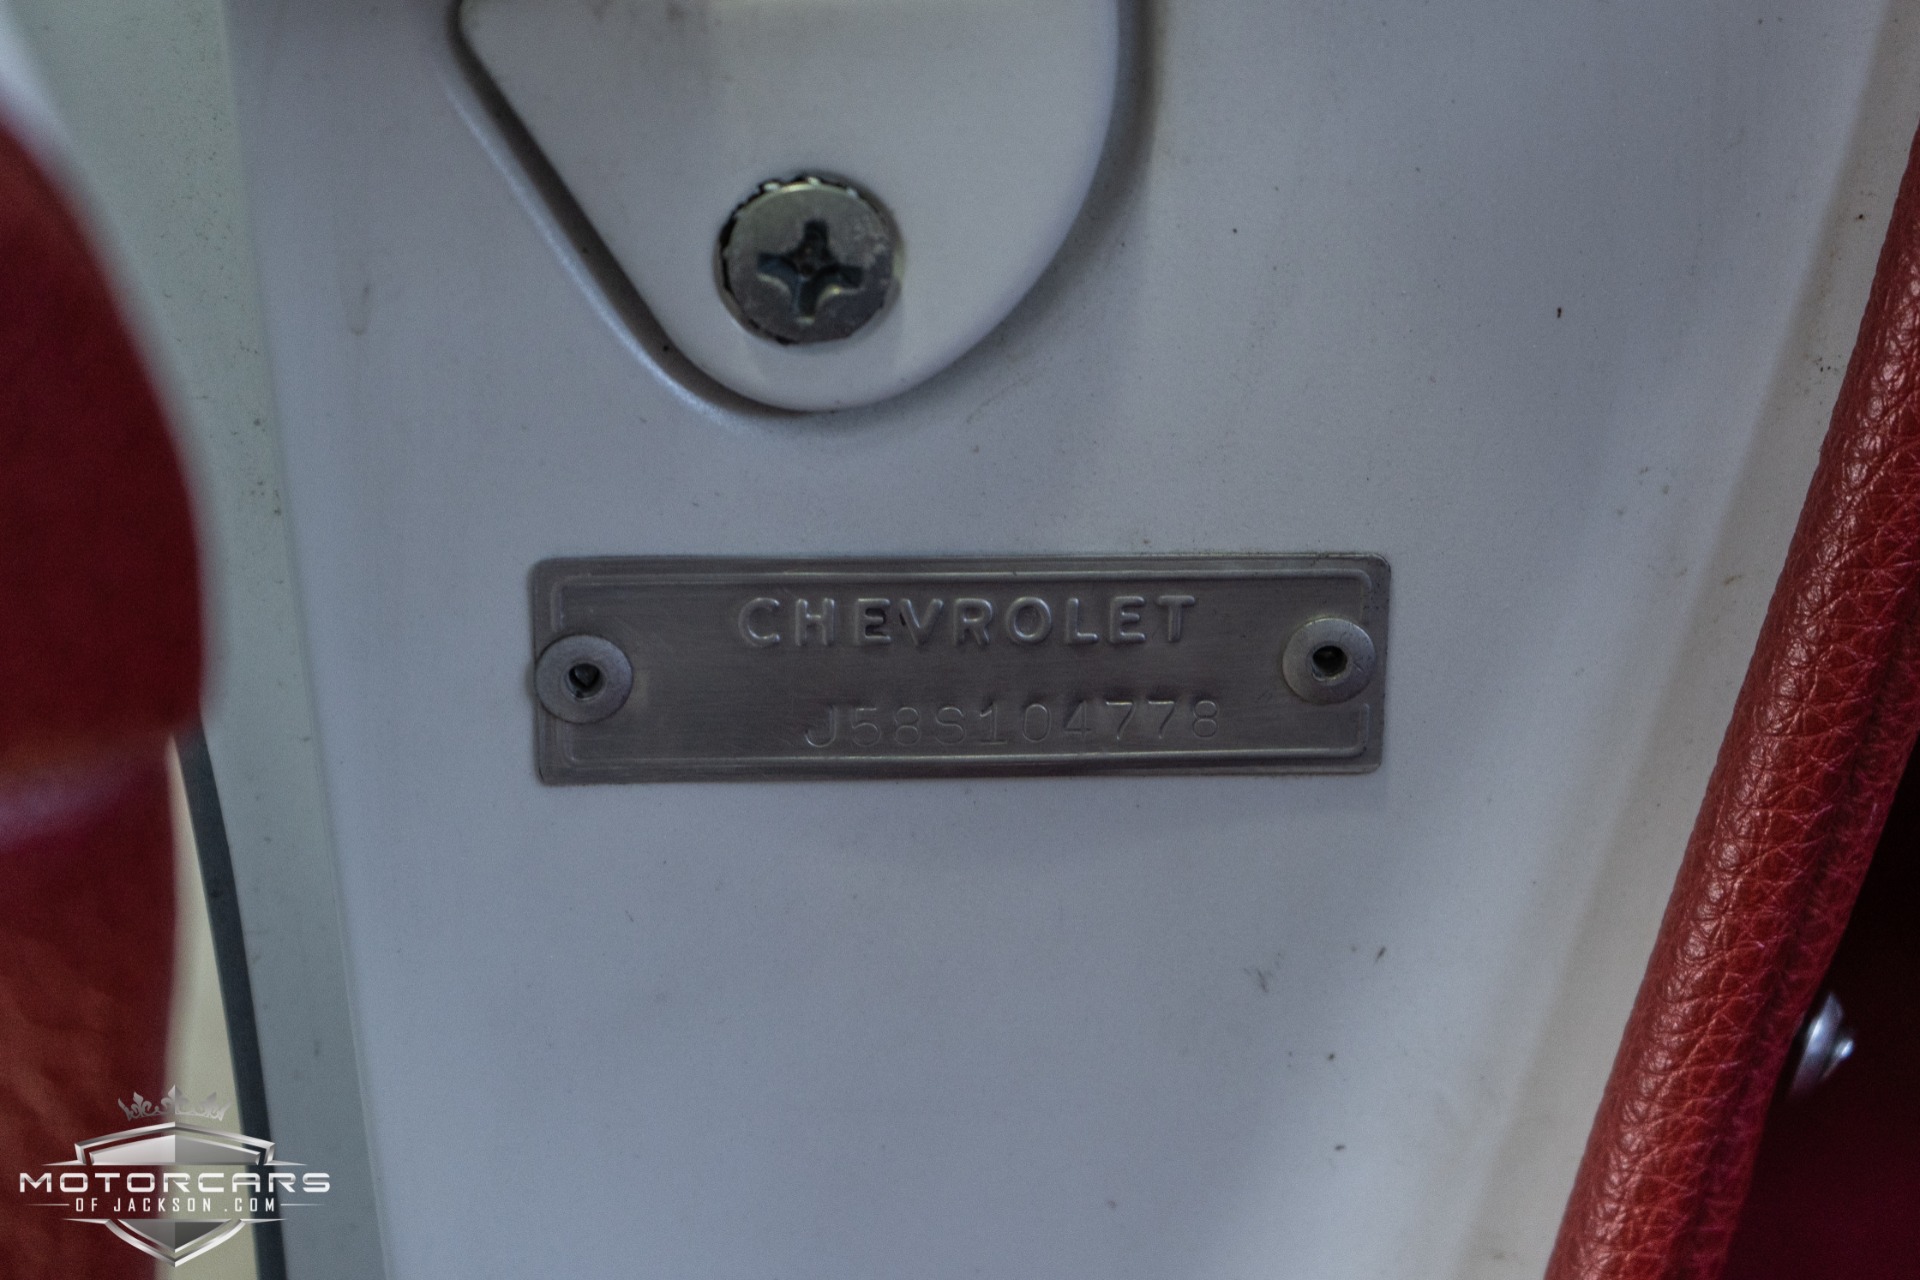 CHEVROLET
J58S104778
MOTORCARS
OF JACKSON.COM